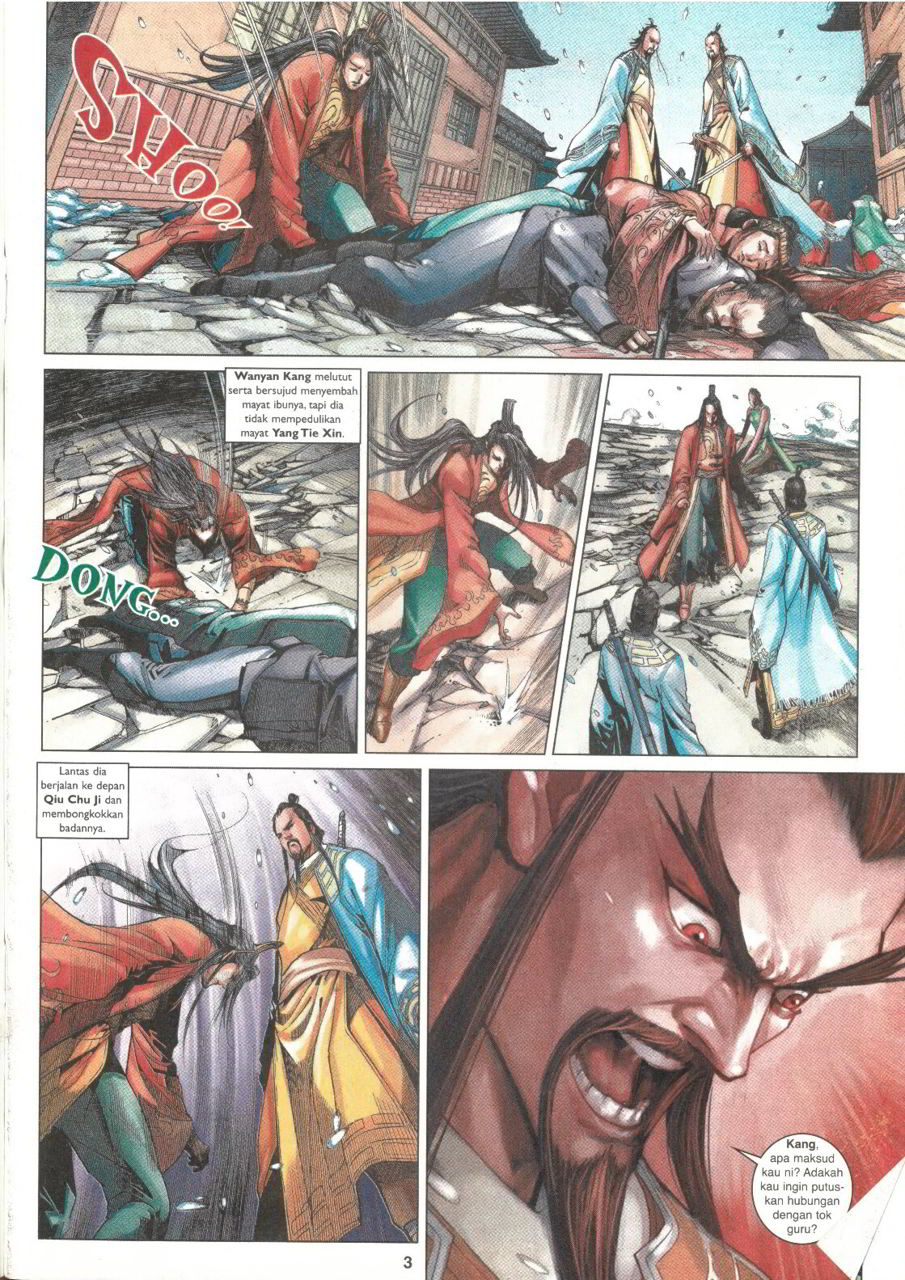 SHOO!
Wanyan Kang melutut
serta bersujud menyembah
mayat ibunya, tapi dia
tidak mempedulikan
mayat Yang Tie Xin.
DONG...
Lantas dia
berjalan ke depan
Qiu Chu Ji dan
membongkokkan
badannya.
Kang,
apa maksud
kau ni? Adakah
kau ingin putus-
kan hubungan
dengan tok
guru?
3